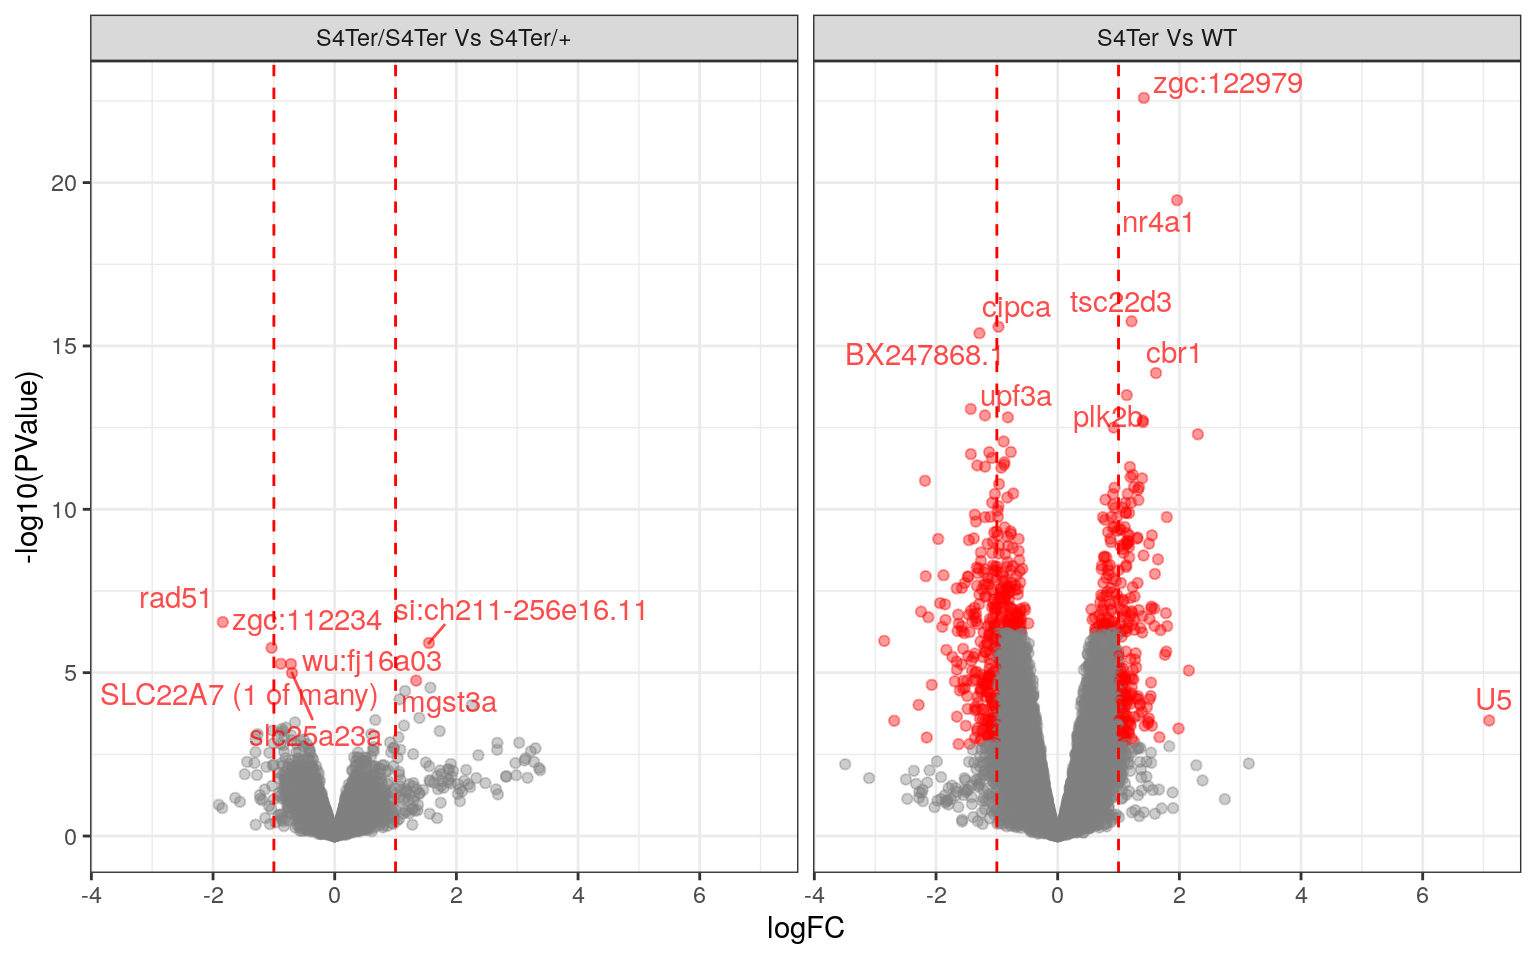 S4Ter/S4Ter Vs S4Ter/+
S4Ter Vs WT
zgc:122979
nr4a1
cipca
tsc22d3
BX247868.1
cbr1
upf3a
plk2b
U5
rad51
zgc:112234
si:ch211-256e16.11
wu:fj16a03
SLC22A7 (1 of many)
mgst3a
slc25a23a
20
15
10
5
0
-4
-2
0
2
4
6
-4
-2
0
2
4
6
-log10(PValue)
logFC